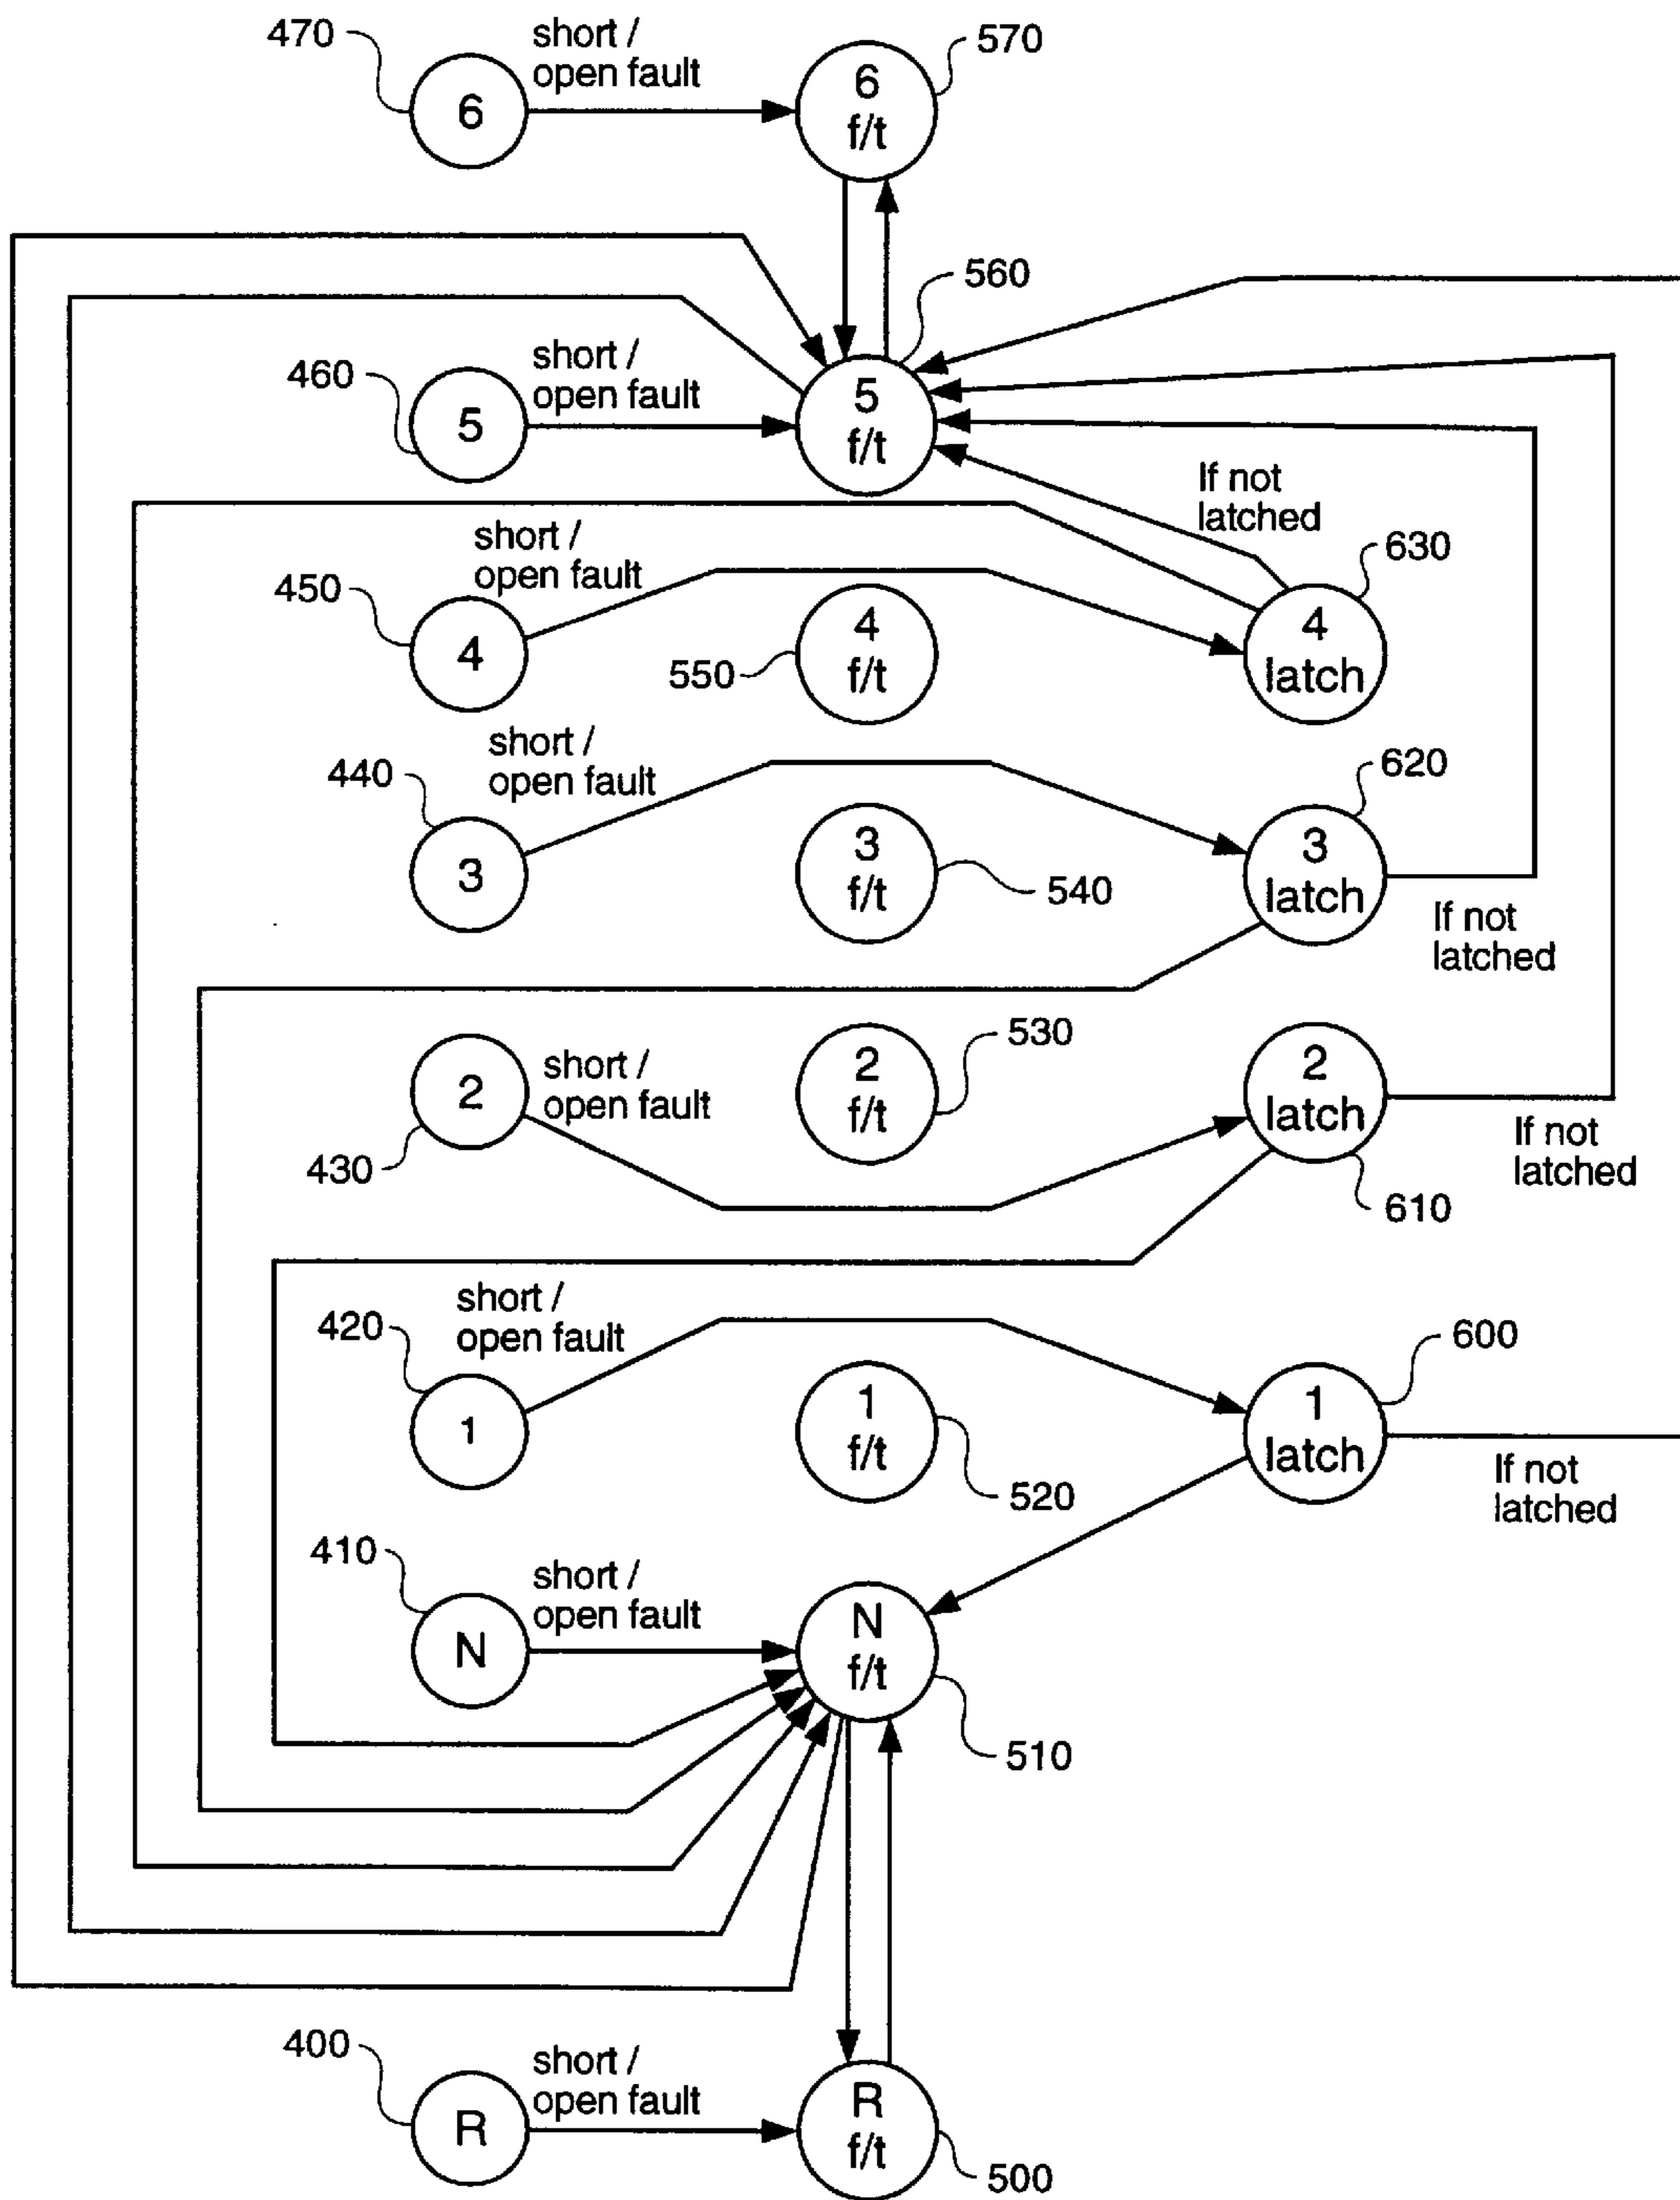 470
short /
open fault
570
6
6
f/t
560
short /
open fault
460
5
5
f/t
If not
latched
short /
open fault
630
450
4
4
f/t
550
4
latch
short /
open fault
620
440
3
3
f/t
540
3
latch
If not
latched
530
2
short /
open fault
2
f/t
2
latch
430
If not
latched
610
short /
open fault
420
600
1
1
f/t
1
latch
520
If not
latched
410
short /
open fault
N
N
f/t
510
400
short /
open fault
R
R
f/t
500